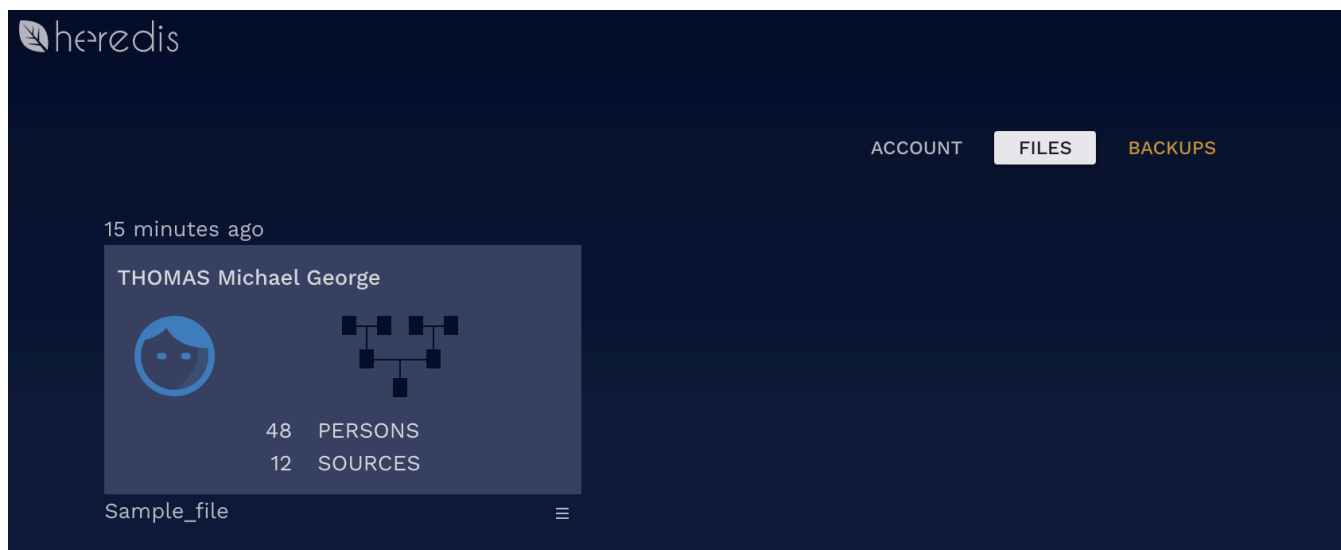 heredis
ACCOUNT FILES BACKUPS
15 minutes ago
THOMAS Michael George
48 PERSONS
12 SOURCES
Sample_file